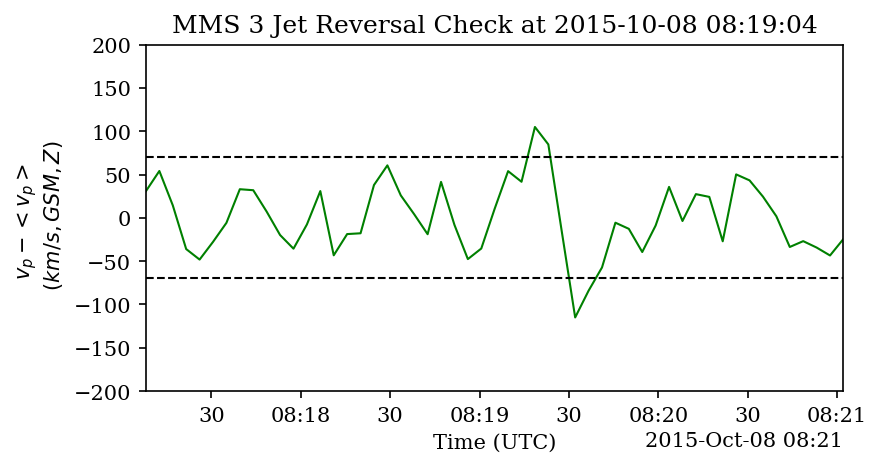 MMS 3 Jet Reversal Check at 2015-10-08 08:19:04
200
150
100
50
0
−50
−100
−150
−200
v_p − < v_p >
(km/s, GSM, Z)
30 08:18 30 08:19 30 08:20 30 08:21
Time (UTC)
2015-Oct-08 08:21